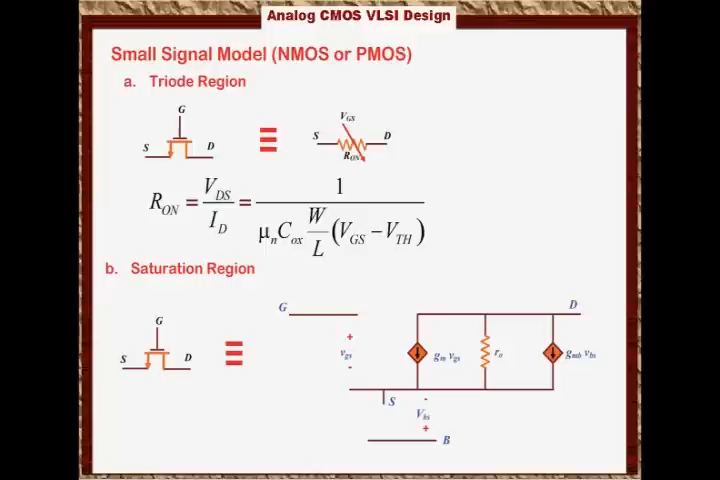 Analog CMOS VLSI Design
Small Signal Model (NMOS or PMOS)
a. Triode Region
G
S D
V_GS
S D
R_ON
R_ON = V_DS / I_D = 1 / (μ_n C_ox W/L (V_GS − V_TH))
b. Saturation Region
G
S D
G
+
v_gs
-
D
g_m v_gs
r_o
g_mb v_bs
S
-
V_bs
+
B